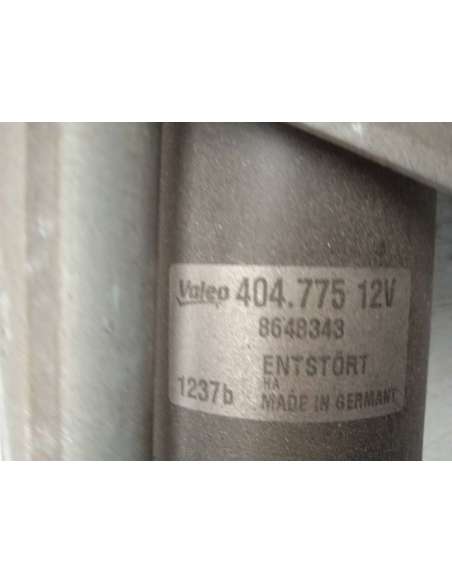 Valeo 404.775 12V
8648343
ENTSTÖRT
HA
1237b MADE IN GERMANY